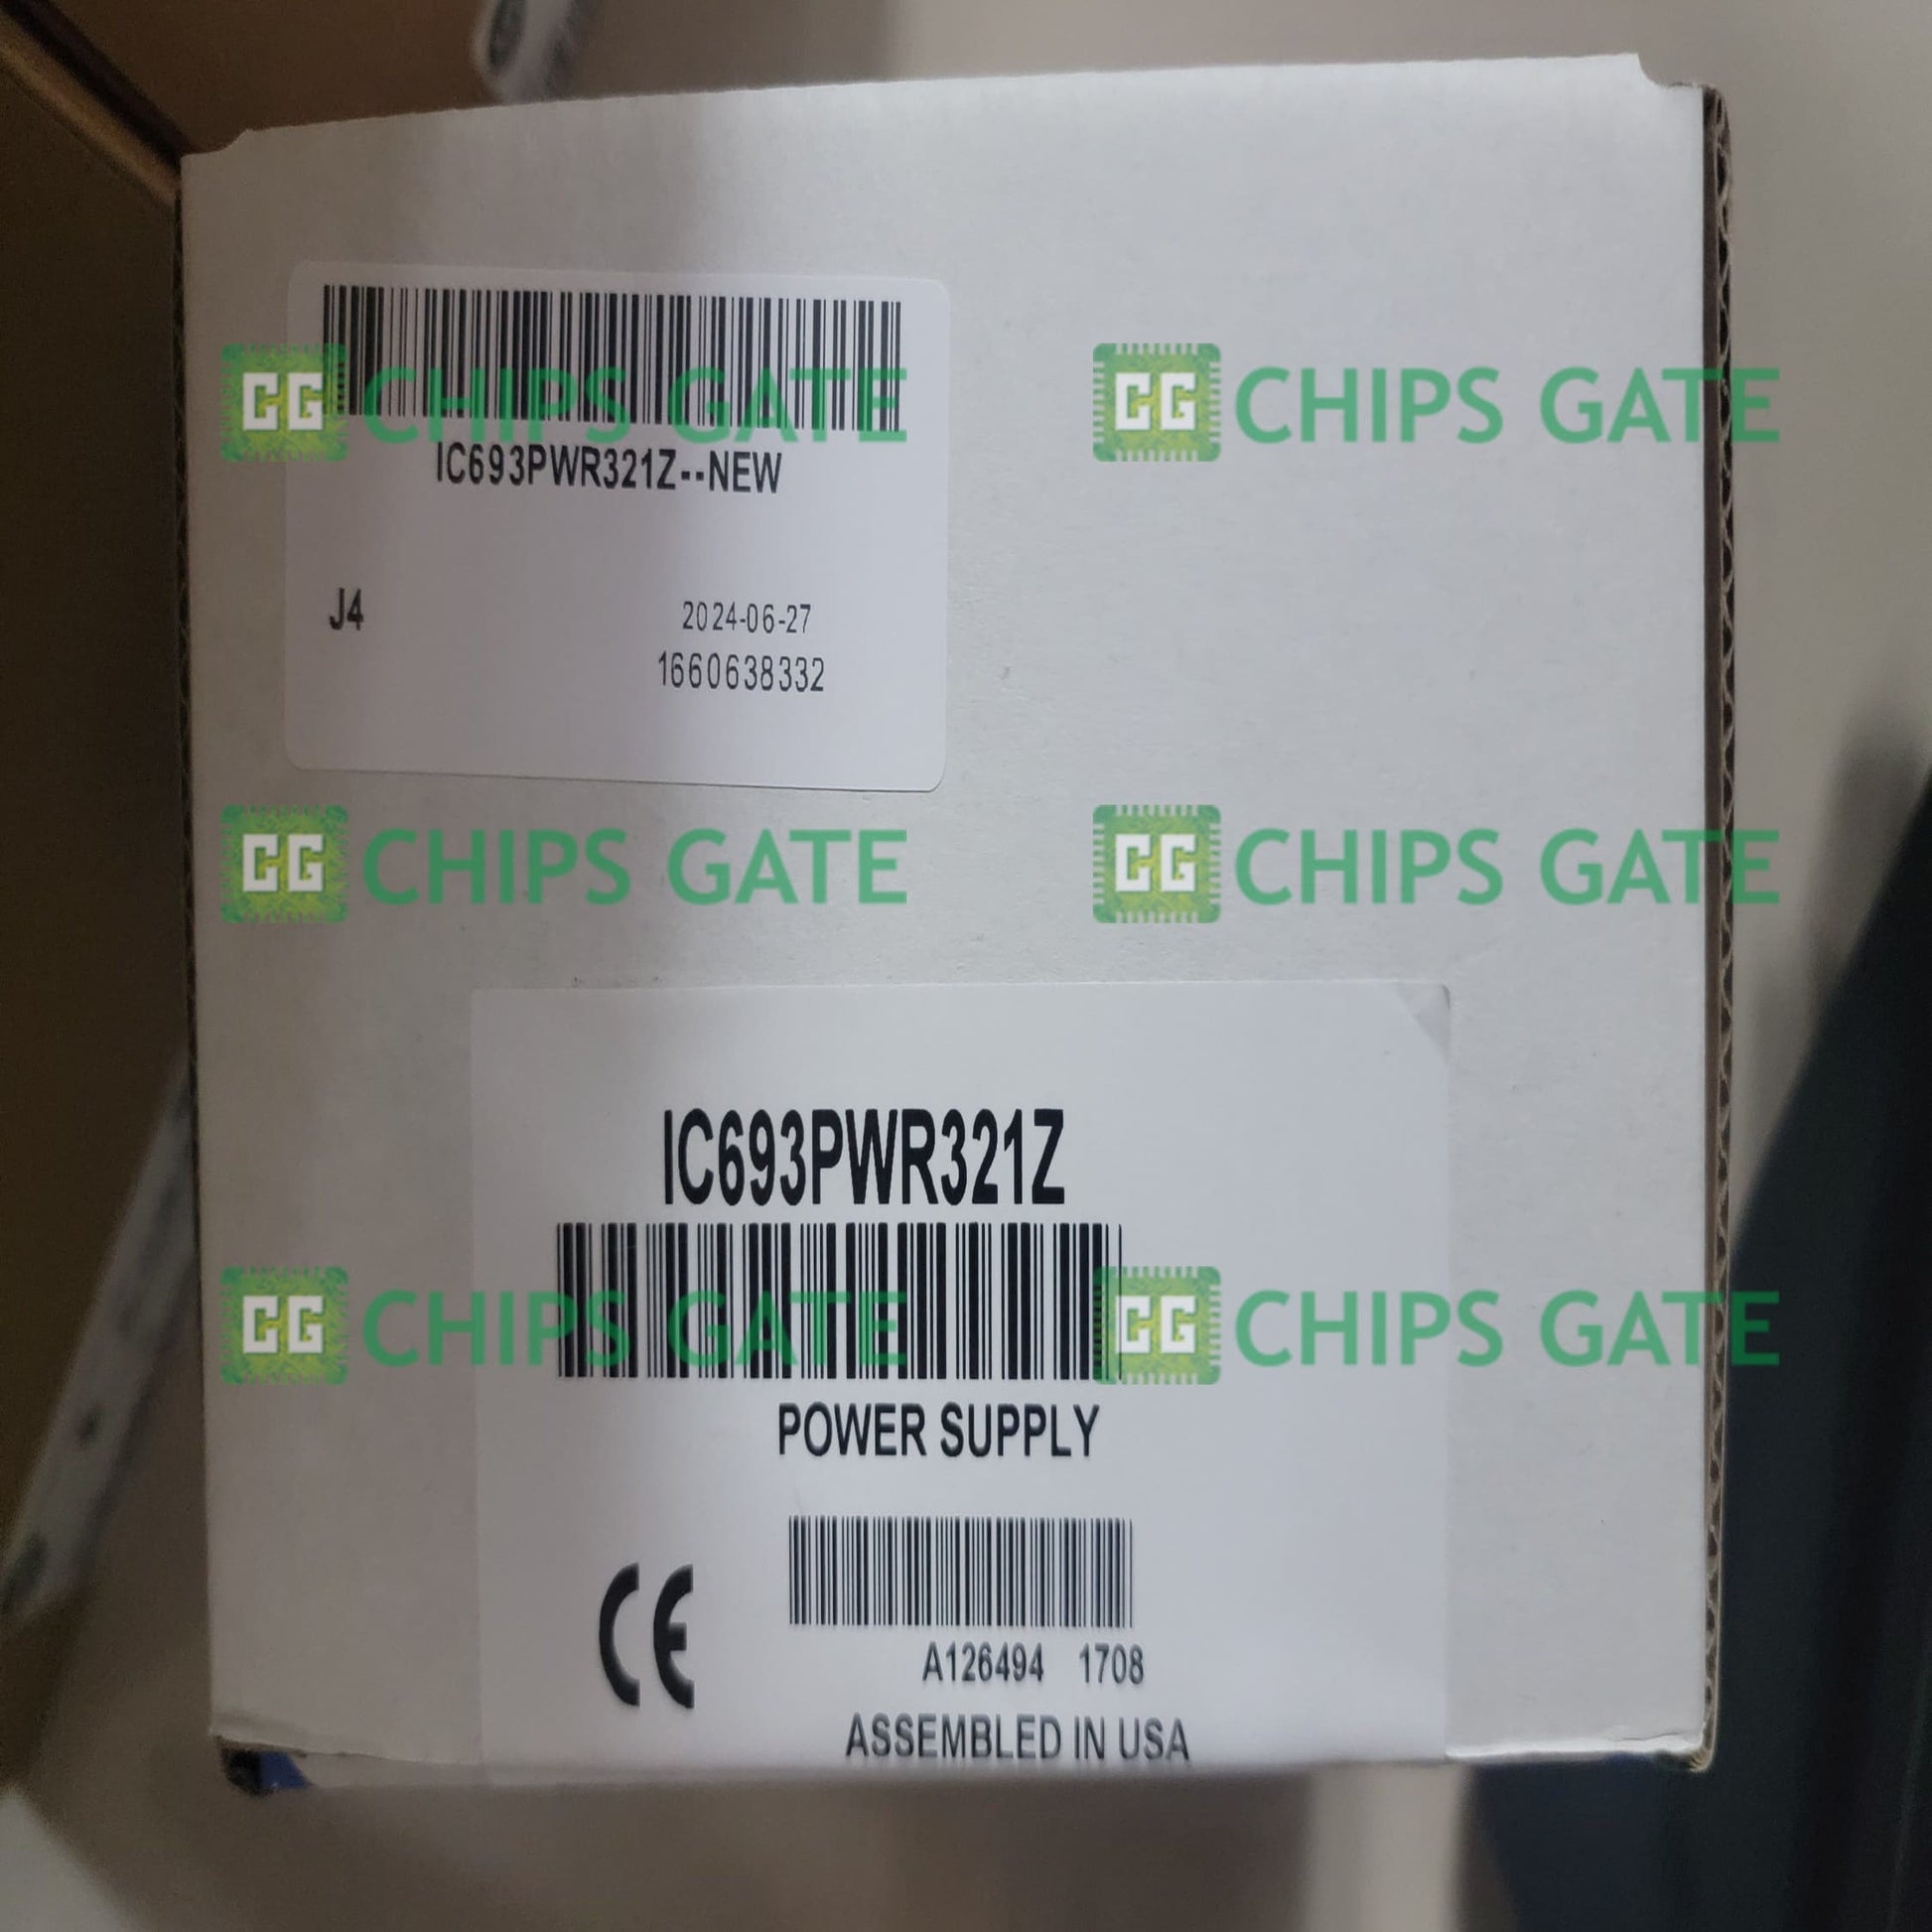 CG CHIPS GATE CG CHIPS GATE
IC693PWR321Z--NEW
J4 2024-06-27
1660638332
CG CHIPS GATE CG CHIPS GATE
IC693PWR321Z
CG CHIPS GATE CG CHIPS GATE
POWER SUPPLY
CE
A126494 1708
ASSEMBLED IN USA